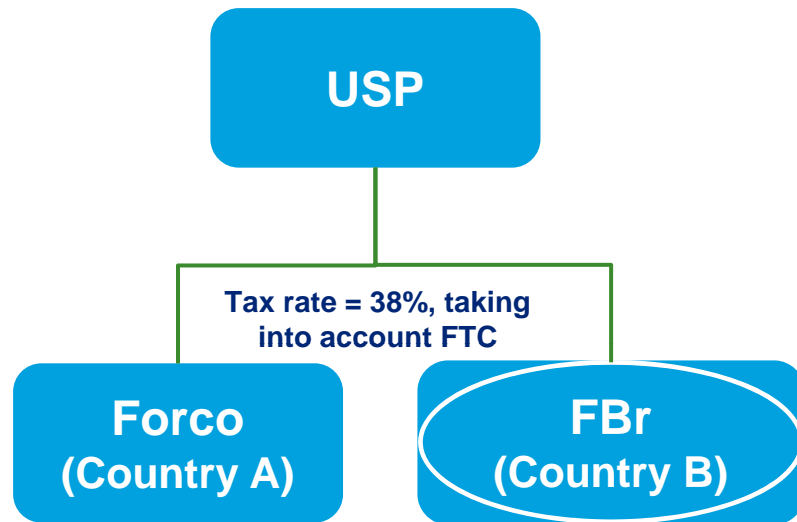 USP
Tax rate = 38%, taking
into account FTC
Forco
(Country A)
FBr
(Country B)